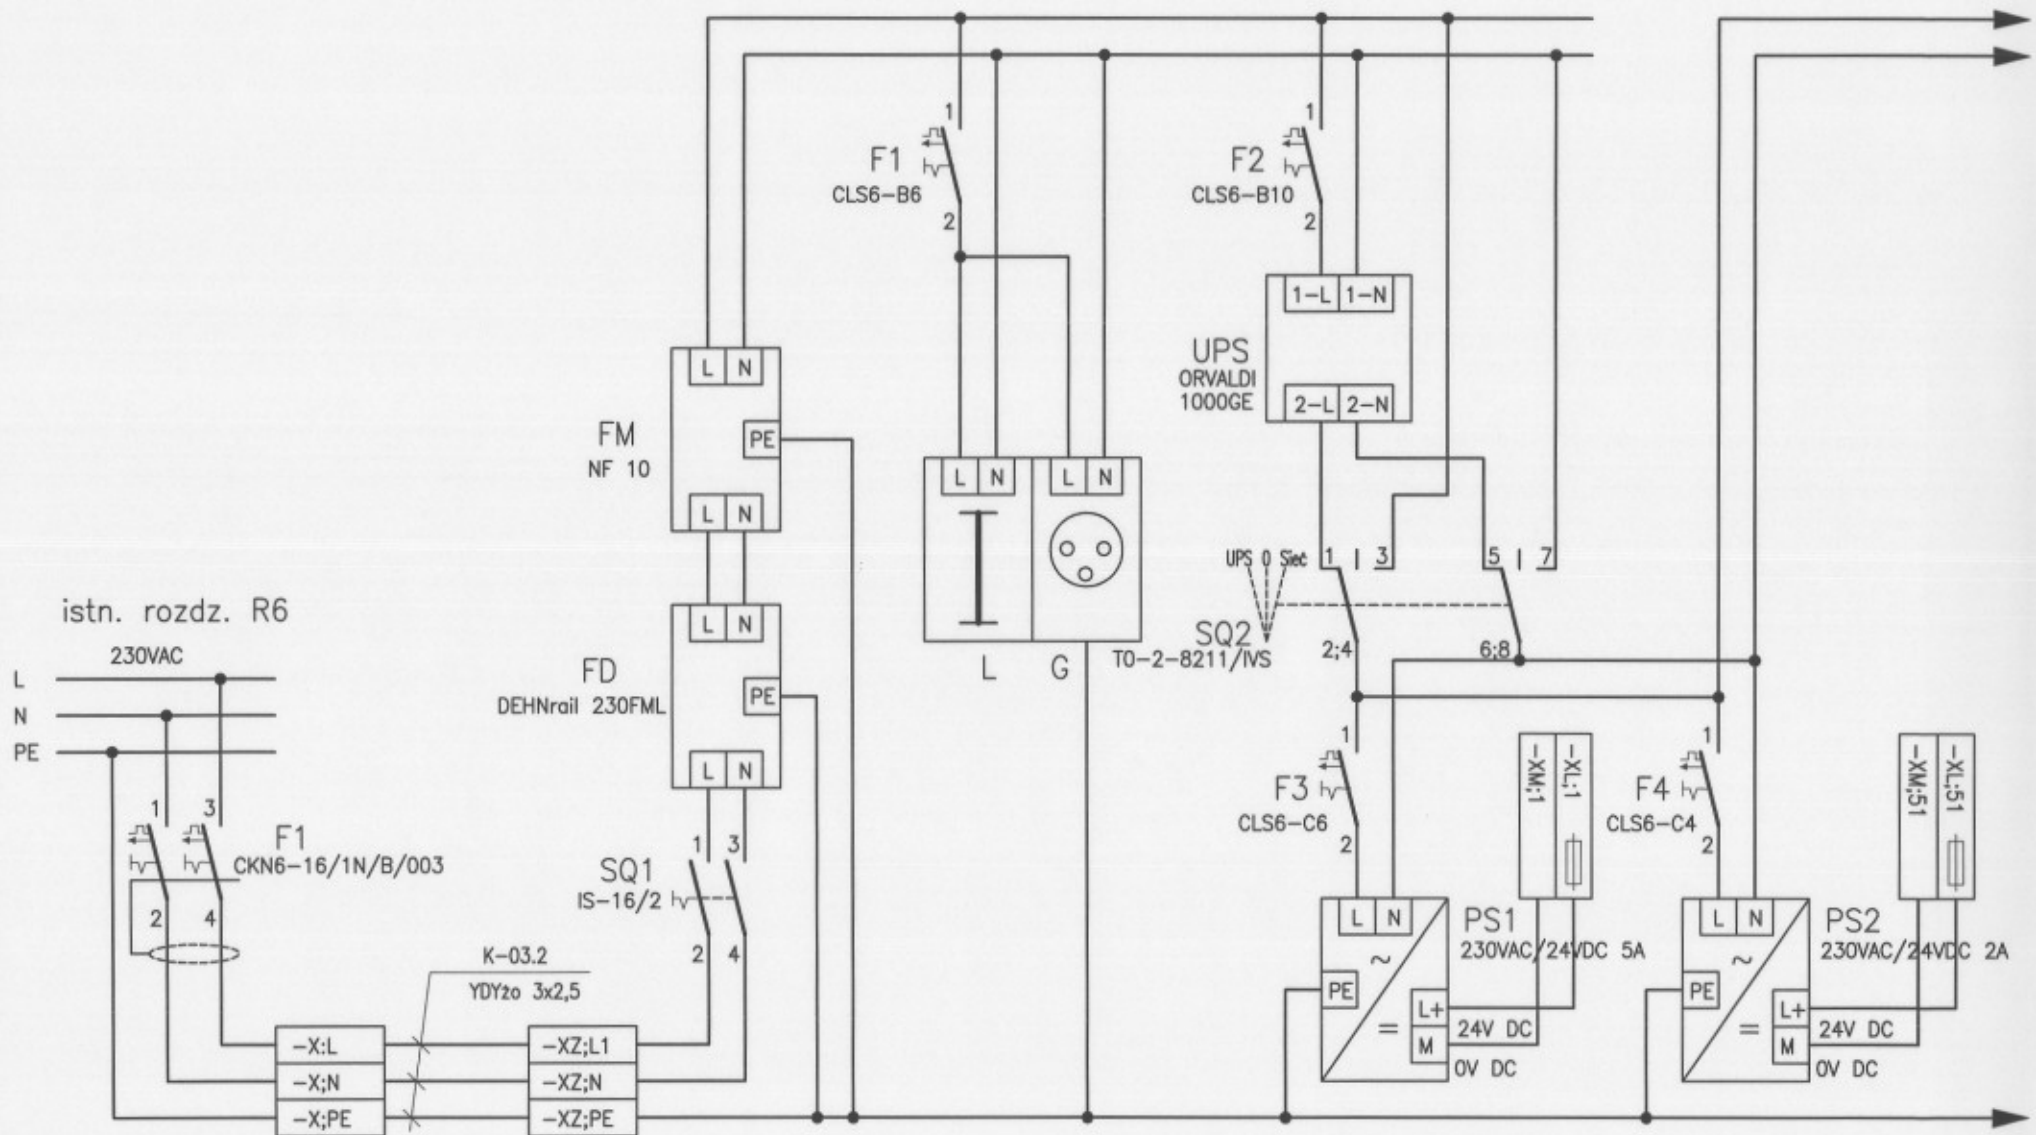 1
F1
CLS6-B6
2
1
F2
CLS6-B10
2
1-L 1-N
UPS
ORVALDI
1000GE
2-L 2-N
L N
FM
NF 10
PE
L N
L N
L N
UPS 0 Sieć
1 3
5 7
SQ2
TO-2-8211/IVS
2;4
6;8
L G
istn. rozdz. R6
230VAC
L
N
PE
L N
FD
DEHNrail 230FML
PE
L N
1 3
F1
CKN6-16/1N/B/003
2 4
1 3
SQ1
IS-16/2
2 4
K-03.2
YDYżo 3x2,5
-X:L
-X;N
-X;PE
-XZ;L1
-XZ;N
-XZ;PE
1
F3
CLS6-C6
2
-XM;1
-XL;1
1
F4
CLS6-C4
2
-XM;51
-XL;51
L N
PS1
230VAC/24VDC 5A
~
PE
=
L+
24V DC
M
0V DC
L N
PS2
230VAC/24VDC 2A
~
PE
=
L+
24V DC
M
0V DC